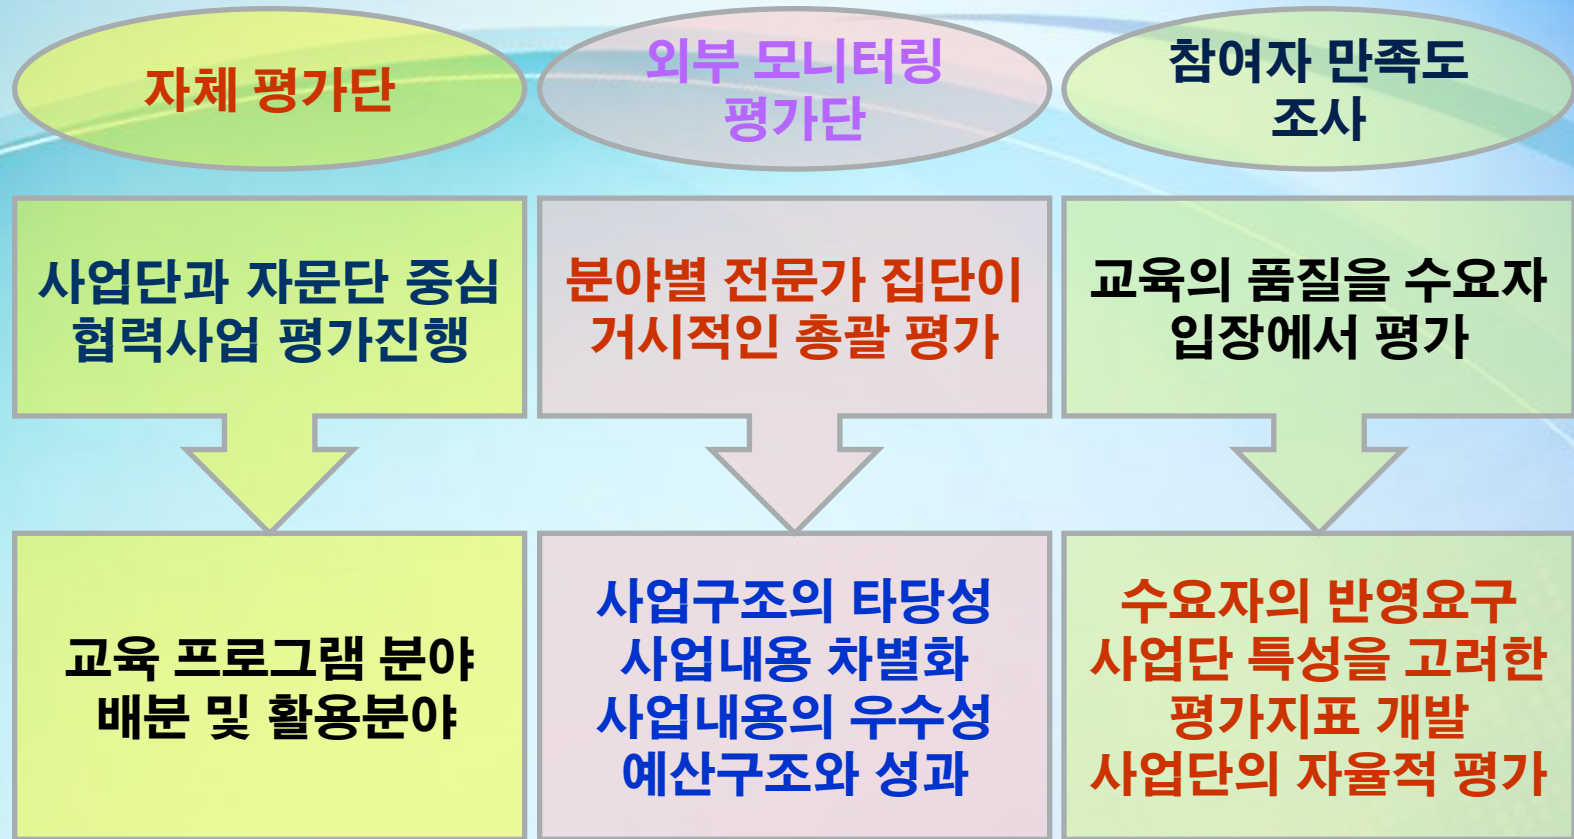 자체 평가단
외부 모니터링
평가단
참여자 만족도
조사
사업단과 자문단 중심
협력사업 평가진행
분야별 전문가 집단이
거시적인 총괄 평가
교육의 품질을 수요자
입장에서 평가
교육 프로그램 분야
배분 및 활용분야
사업구조의 타당성
사업내용 차별화
사업내용의 우수성
예산구조와 성과
수요자의 반영요구
사업단 특성을 고려한
평가지표 개발
사업단의 자율적 평가